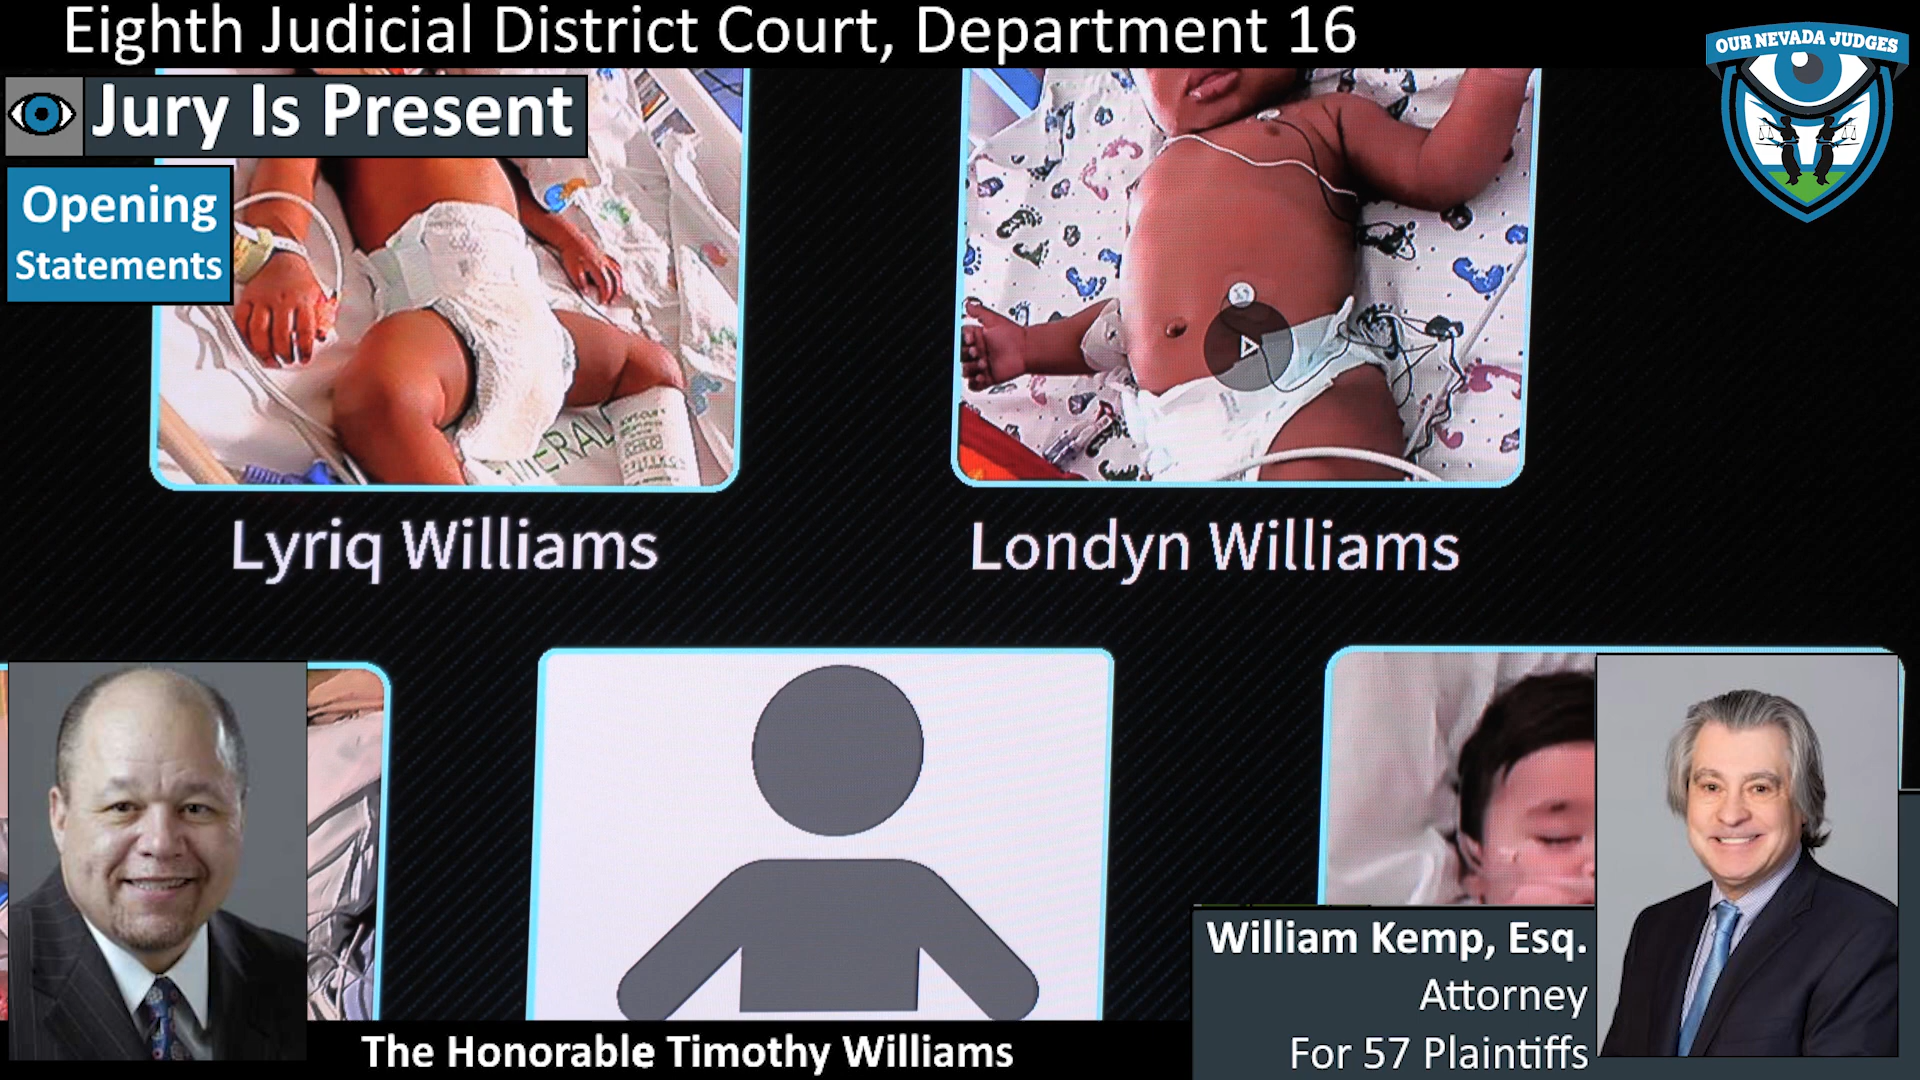 Eighth Judicial District Court, Department 16
OUR NEVADA JUDGES
Jury Is Present
Opening
Statements
Lyriq Williams
Londyn Williams
William Kemp, Esq.
Attorney
For 57 Plaintiffs
The Honorable Timothy Williams